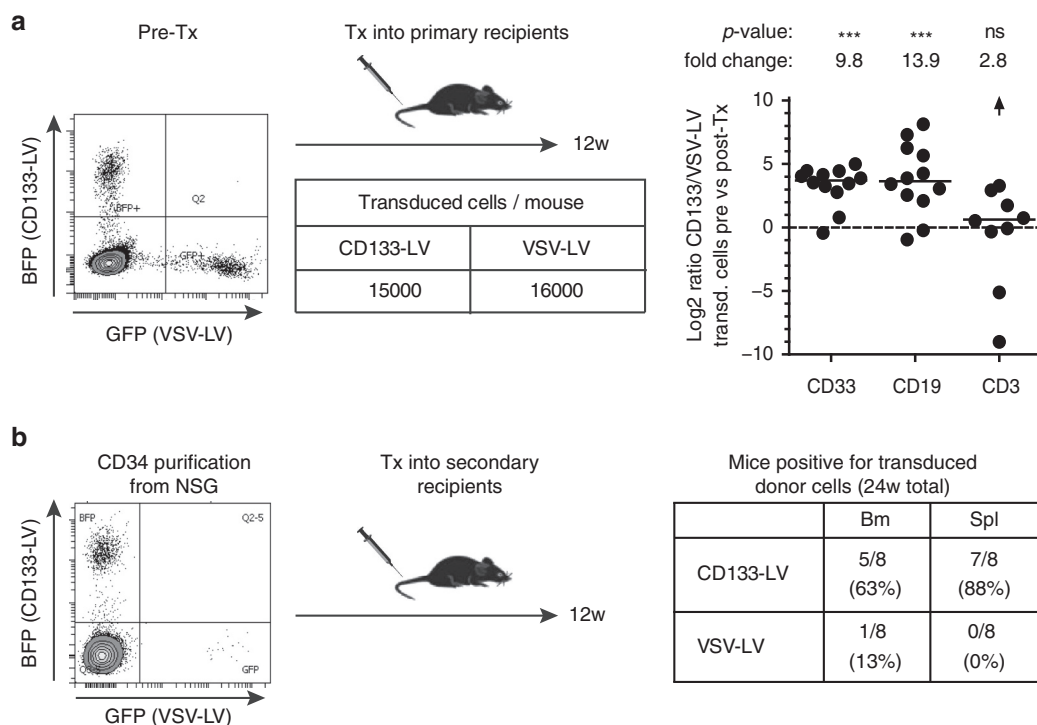 a
Pre-Tx
BFP (CD133-LV)
BFP+
Q2
GFP+
GFP (VSV-LV)
Tx into primary recipients
12w
Transduced cells / mouse
CD133-LV VSV-LV
15000 16000
p-value: *** *** ns
fold change: 9.8 13.9 2.8
Log2 ratio CD133/VSV-LV
transd. cells pre vs post-Tx
10
5
0
−5
−10
CD33 CD19 CD3
b
CD34 purification
from NSG
BFP (CD133-LV)
BFP
Q2-5
GFP
GFP (VSV-LV)
Tx into secondary
recipients
12w
Mice positive for transduced
donor cells (24w total)
Bm Spl
CD133-LV 5/8 7/8
(63%) (88%)
VSV-LV 1/8 0/8
(13%) (0%)